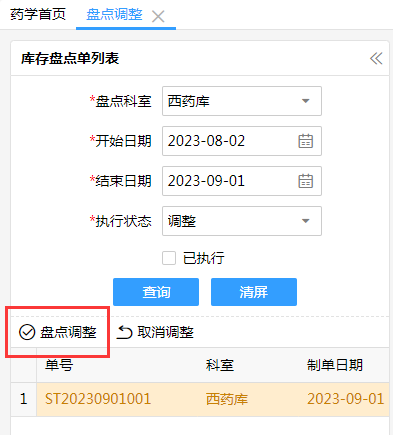 药学首页 盘点调整
库存盘点单列表
*盘点科室 西药库
*开始日期 2023-08-02
*结束日期 2023-09-01
*执行状态 调整
已执行
查询 清屏
盘点调整 取消调整
单号 科室 制单日期
1 ST20230901001 西药库 2023-09-01